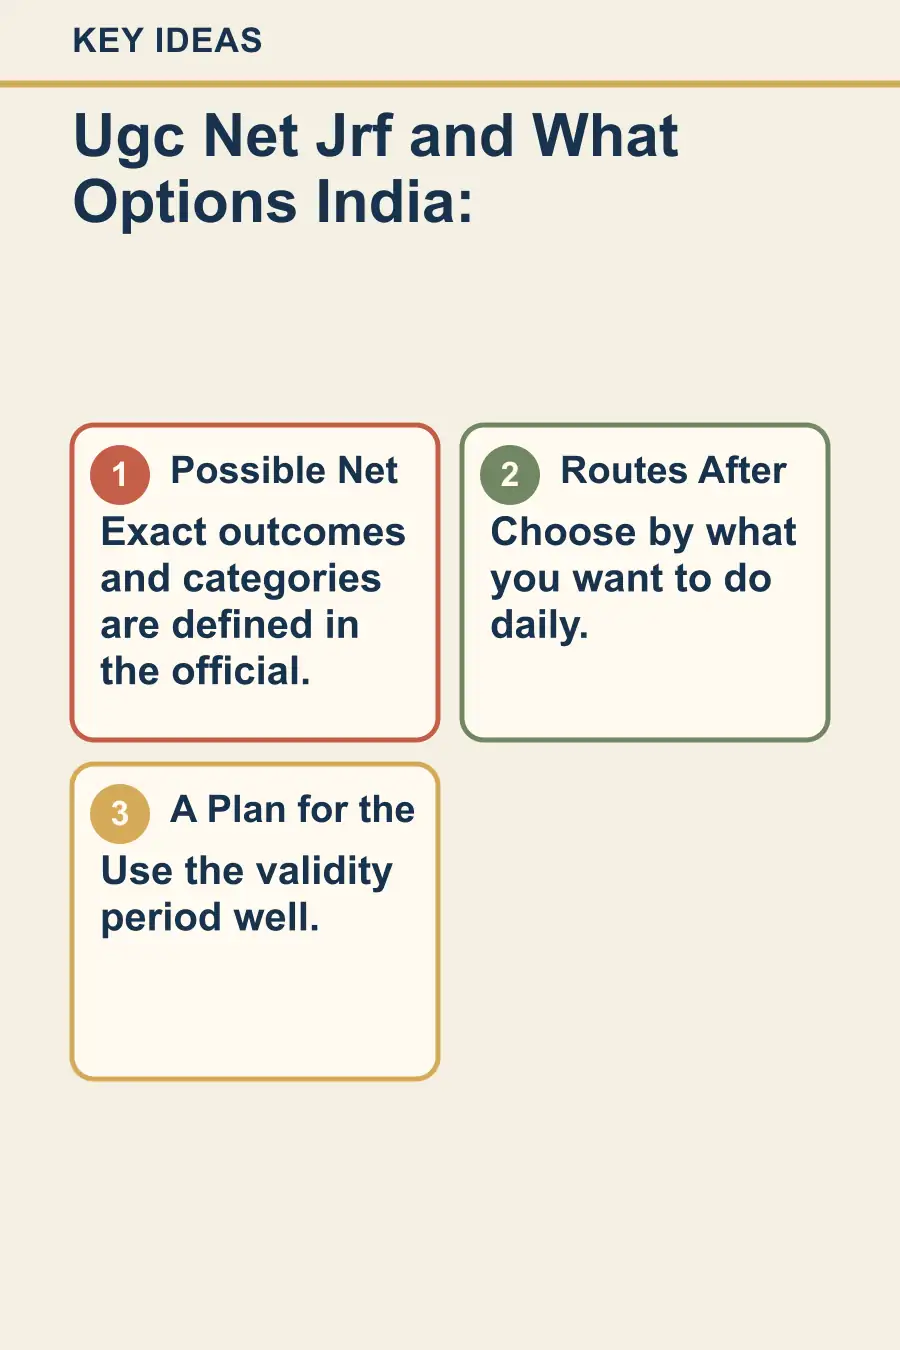 KEY IDEAS
Ugc Net Jrf and What
Options India:
1 Possible Net
Exact outcomes
and categories
are defined in
the official.
2 Routes After
Choose by what
you want to do
daily.
3 A Plan for the
Use the validity
period well.